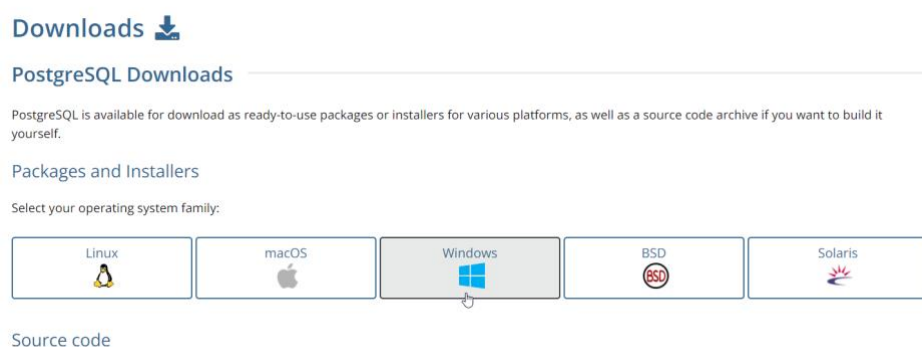 Downloads
PostgreSQL Downloads
PostgreSQL is available for download as ready-to-use packages or installers for various platforms, as well as a source code archive if you want to build it
yourself.
Packages and Installers
Select your operating system family:
Linux macOS Windows BSD Solaris
BSD
Source code